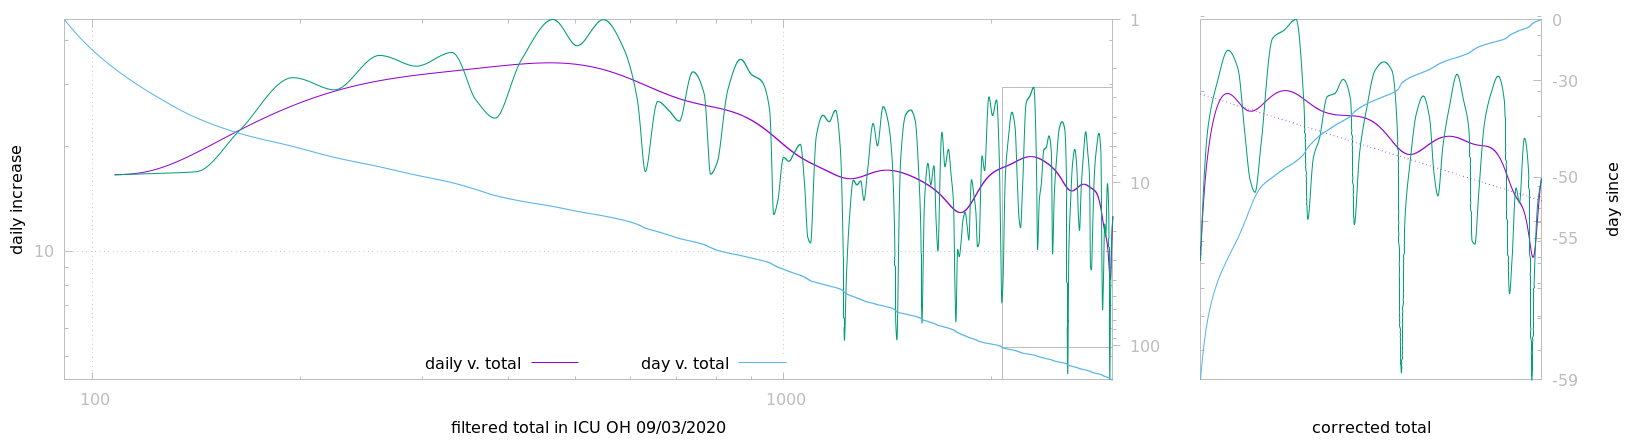 daily increase
10
100
1000
1
10
100
daily v. total
day v. total
filtered total in ICU OH 09/03/2020
0
-30
-50
-55
-59
day since
corrected total